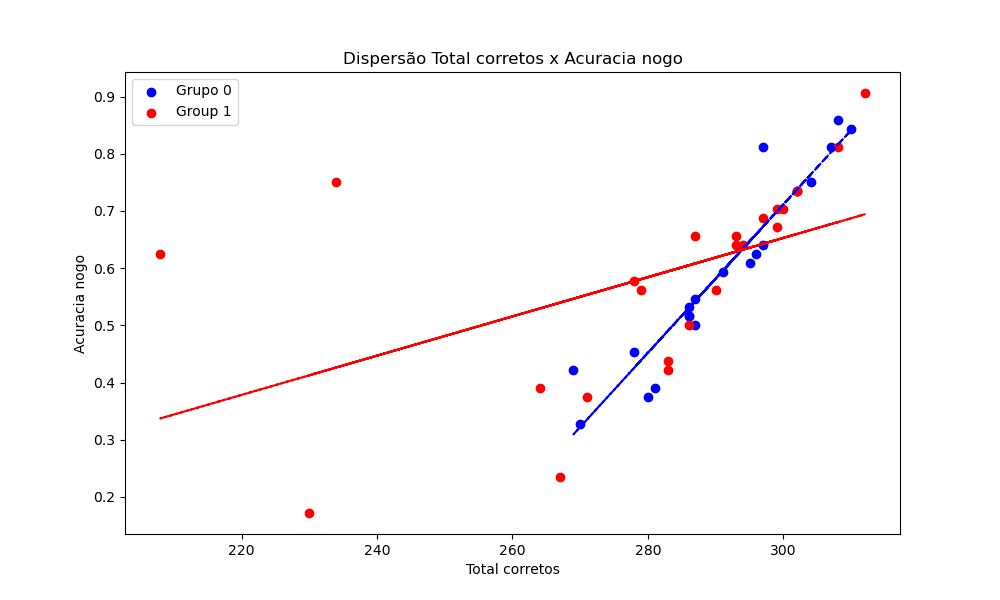 Dispersão Total corretos x Acuracia nogo
Grupo 0
Group 1
0.9
0.8
0.7
0.6
0.5
0.4
0.3
0.2
Acuracia nogo
220
240
260
280
300
Total corretos